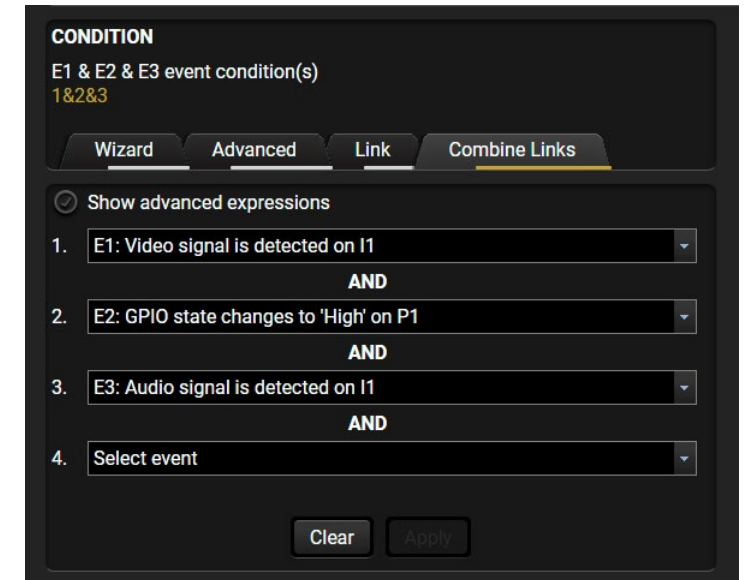 CONDITION
E1 & E2 & E3 event condition(s)
1&2&3
Wizard Advanced Link Combine Links
Show advanced expressions
1. E1: Video signal is detected on I1
AND
2. E2: GPIO state changes to 'High' on P1
AND
3. E3: Audio signal is detected on I1
AND
4. Select event
Clear Apply